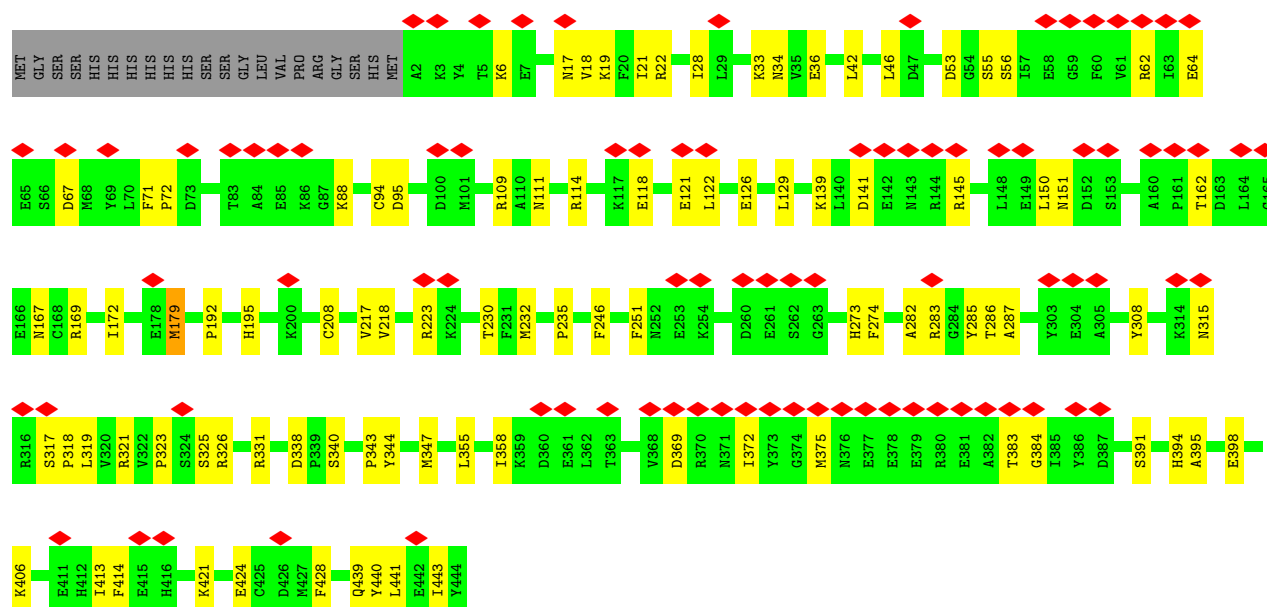 MET GLY SER SER HIS HIS HIS HIS HIS HIS SER SER GLY LEU VAL PRO ARG GLY SER HIS MET A2 K3 Y4 T5 K6 E7 N17 V18 K19 F20 I21 R22 I28 L29 K33 N34 V35 E36 L42 L46 D47 D53 G54 S55 S56 I57 E58 G59 F60 V61 R62 I63 E64
E65 S66 D67 M68 Y69 L70 F71 P72 D73 T83 A84 E85 K86 G87 K88 C94 D95 D100 M101 R109 A110 N111 R114 K117 E118 E121 L122 E126 L129 K139 L140 D141 E142 N143 R144 R145 L148 E149 L150 N151 D152 S153 A160 P161 T162 D163 L164 G165
E166 N167 C168 R169 I172 E178 M179 P192 H195 K200 C208 V217 V218 R223 K224 T230 F231 M232 P235 F246 F251 N252 E253 K254 D260 E261 S262 G263 H273 F274 A282 R283 G284 Y285 T286 A287 Y303 E304 A305 Y308 K314 N315
R316 S317 P318 L319 V320 R321 V322 P323 S324 S325 R326 R331 D338 P339 S340 P343 Y344 M347 L355 I358 K359 D360 E361 L362 T363 V368 D369 R370 N371 I372 Y373 G374 M375 N376 E377 E378 E379 R380 E381 A382 T383 G384 I385 Y386 D387 S391 H394 A395 E398
K406 E411 H412 I413 F414 E415 H416 K421 E424 C425 D426 M427 F428 Q439 Y440 L441 E442 I443 Y444